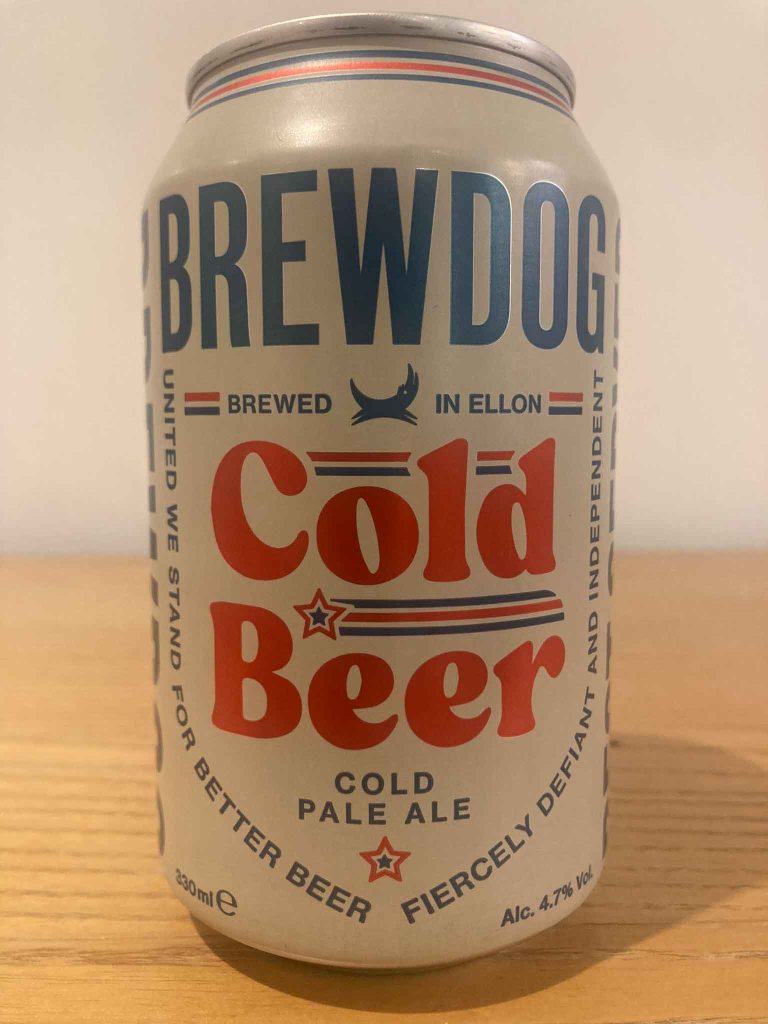 BREWDOG
BREWED IN ELLON
Cold
Beer
COLD
PALE ALE
UNITED WE STAND FOR BETTER BEER
FIERCELY DEFIANT AND INDEPENDENT
330ml e
Alc. 4.7% Vol.